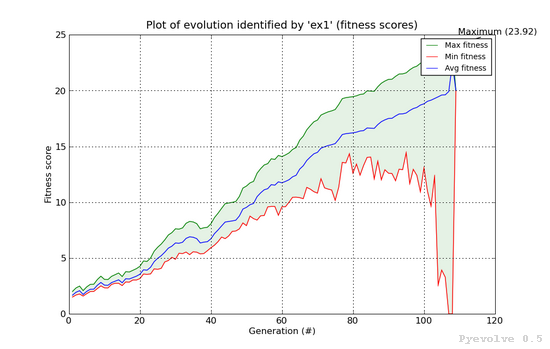 Plot of evolution identified by 'ex1' (fitness scores)
Maximum (23.92)
Max fitness
Min fitness
Avg fitness
Fitness score
25
20
15
10
5
0
0
20
40
60
80
100
120
Generation (#)
Pyevolve 0.5